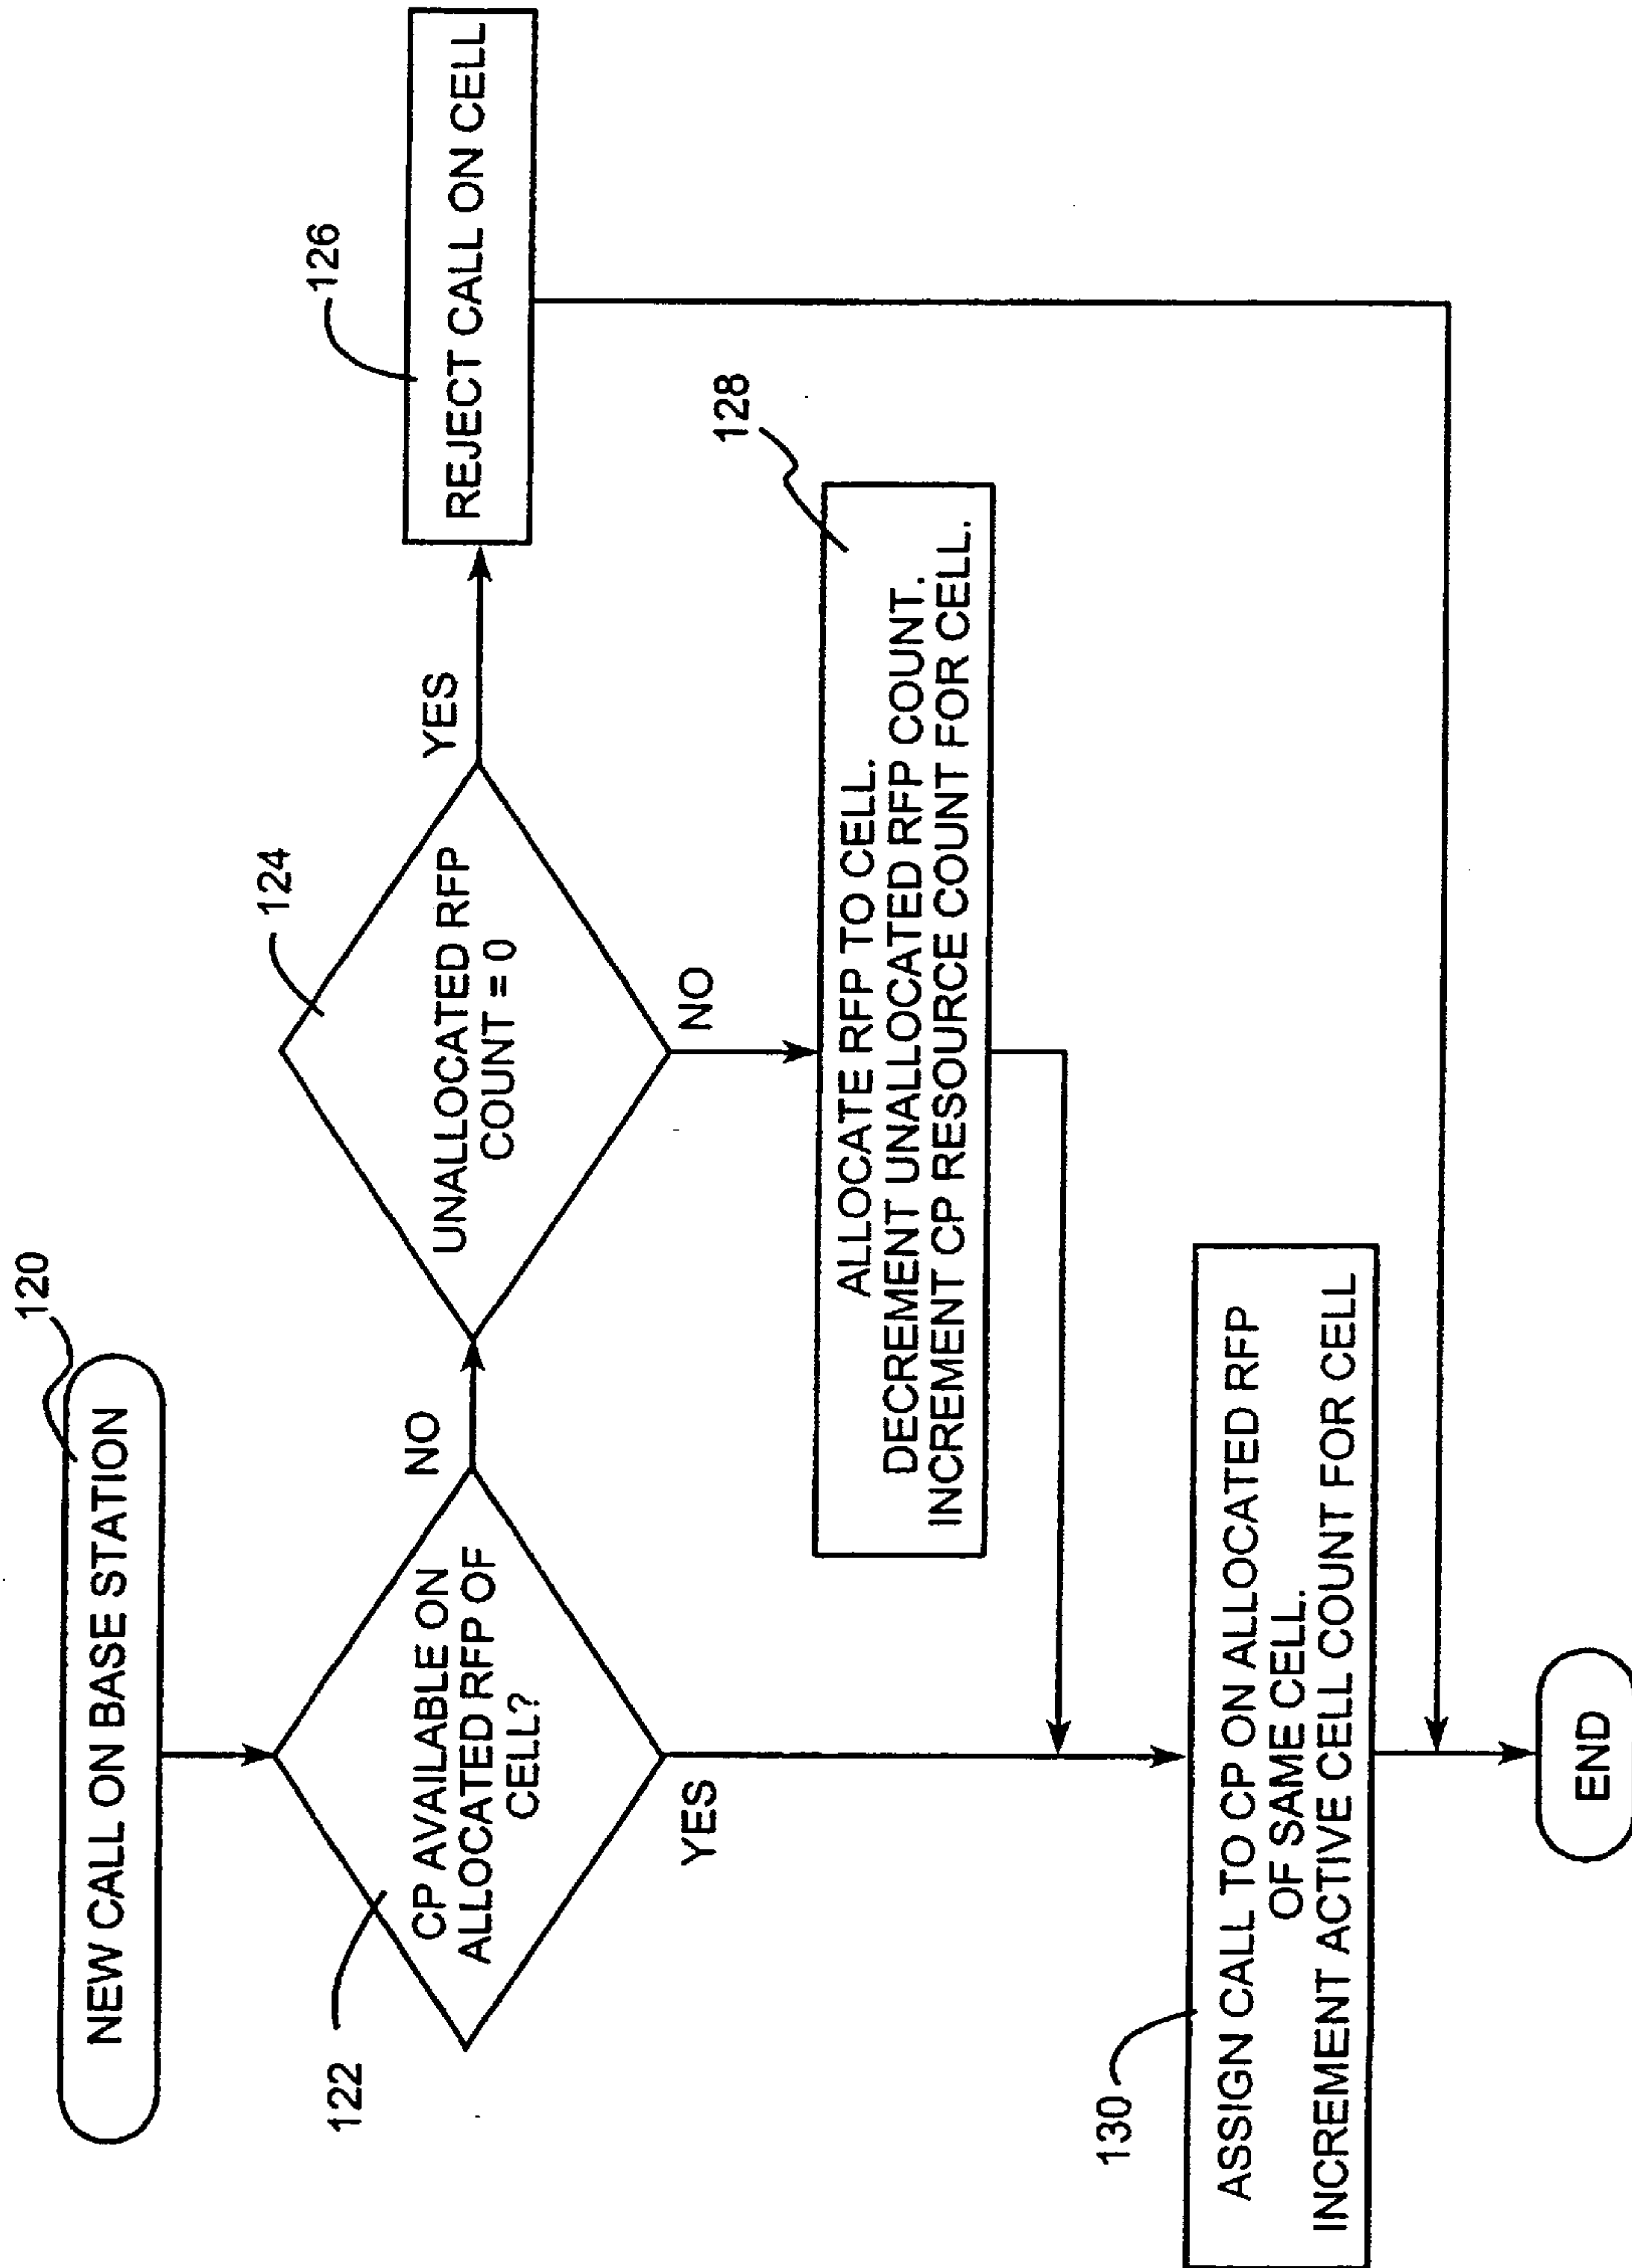 120
NEW CALL ON BASE STATION
122
CP AVAILABLE ON
ALLOCATED RFP OF
CELL?
NO
YES
124
UNALLOCATED RFP
COUNT = 0
YES
NO
126
REJECT CALL ON CELL
128
ALLOCATE RFP TO CELL.
DECREMENT UNALLOCATED RFP COUNT.
INCREMENT CP RESOURCE COUNT FOR CELL.
130
ASSIGN CALL TO CP ON ALLOCATED RFP
OF SAME CELL.
INCREMENT ACTIVE CELL COUNT FOR CELL
END